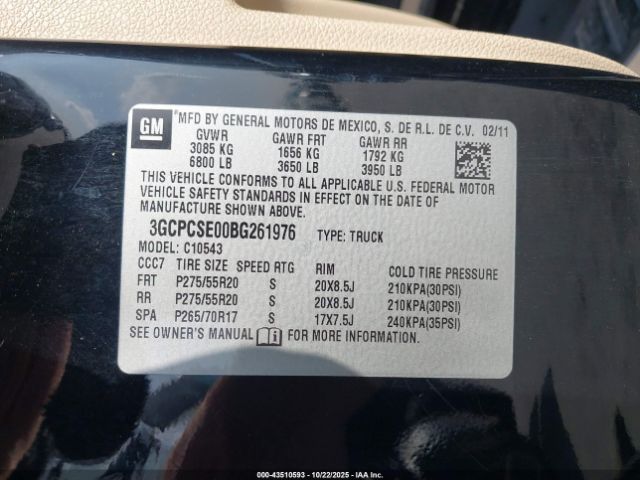 GM
*MFD BY GENERAL MOTORS DE MEXICO, S. DE R.L. DE C.V. 02/11
GVWR GAWR FRT GAWR RR
3085 KG 1656 KG 1792 KG
6800 LB 3650 LB 3950 LB
THIS VEHICLE CONFORMS TO ALL APPLICABLE U.S. FEDERAL MOTOR
VEHICLE SAFETY STANDARDS IN EFFECT ON THE DATE OF
MANUFACTURE SHOWN ABOVE.
3GCPCSE00BG261976 TYPE: TRUCK
MODEL: C10543
CCC7 TIRE SIZE SPEED RTG RIM COLD TIRE PRESSURE
FRT P275/55R20 S 20X8.5J 210KPA(30PSI)
RR P275/55R20 S 20X8.5J 210KPA(30PSI)
SPA P265/70R17 S 17X7.5J 240KPA(35PSI)
SEE OWNER'S MANUAL FOR MORE INFORMATION.
000-43510593 10/22/2025 IAAI.COM